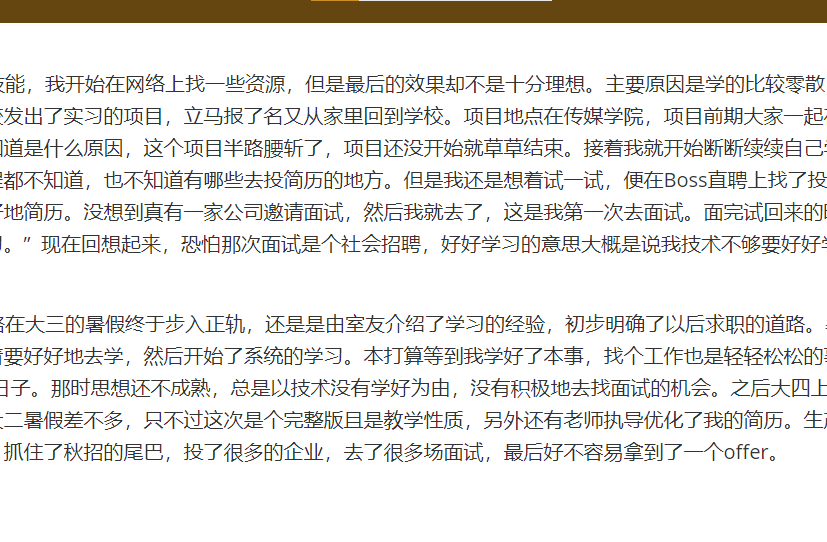 能，我开始在网络上找一些资源，但是最后的效果却不是十分理想。主要原因是学的比较零散
发出了实习的项目，立马报了名又从家里回到学校。项目地点在传媒学院，项目前期大家一起
道是什么原因，这个项目半路腰斩了，项目还没开始就草草结束。接着我就开始断断续续自己
都不知道，也不知道有哪些去投简历的地方。但是我还是想着试一试，便在Boss直聘上找了投
地简历。没想到真有一家公司邀请面试，然后我就去了，这是我第一次去面试。面完试回来的
。”现在回想起来，恐怕那次面试是个社会招聘，好好学习的意思大概是说我技术不够要好好
在大三的暑假终于步入正轨，还是是由室友介绍了学习的经验，初步明确了以后求职的道路。
要好好地去学，然后开始了系统的学习。本打算等到我学好了本事，找个工作也是轻轻松松的
日子。那时思想还不成熟，总是以技术没有学好为由，没有积极地去找面试的机会。之后大四上
二暑假差不多，只不过这次是个完整版且是教学性质，另外还有老师执导优化了我的简历。生
抓住了秋招的尾巴，投了很多的企业，去了很多场面试，最后好不容易拿到了一个offer。